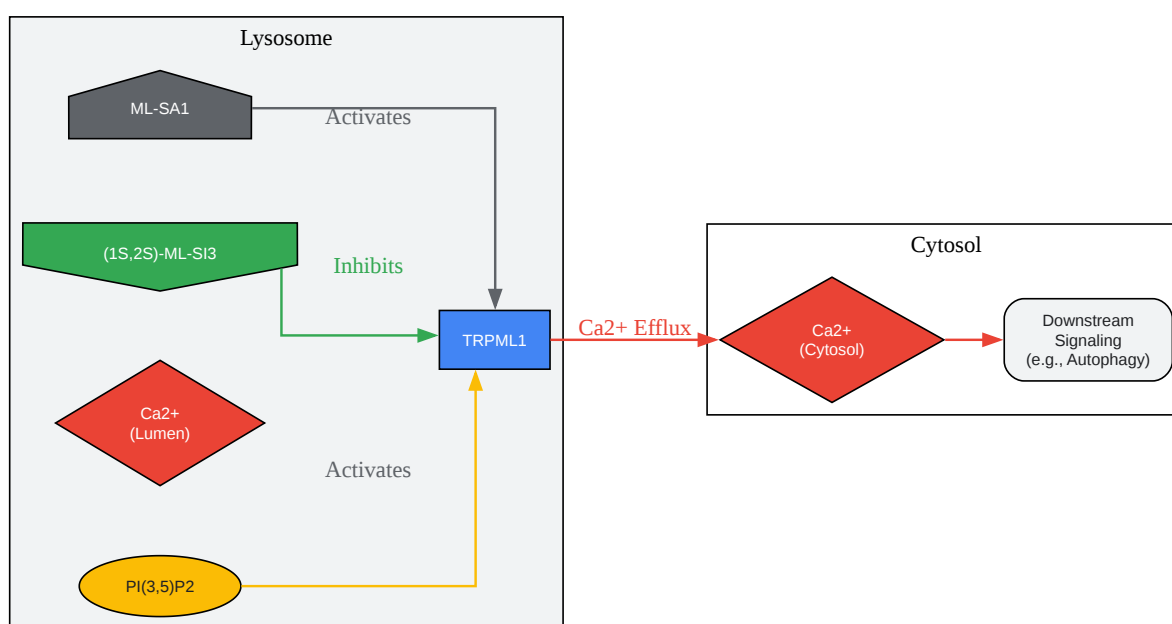 Lysosome
ML-SA1
Activates
(1S,2S)-ML-SI3
Inhibits
TRPML1
Ca2+ Efflux
Ca2+
(Lumen)
Activates
PI(3,5)P2
Cytosol
Ca2+
(Cytosol)
Downstream
Signaling
(e.g., Autophagy)